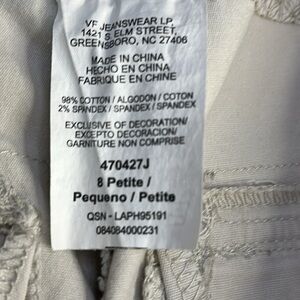 VF JEANSWEAR LP
1421 S. ELM STREET,
GREENSBORO, NC 27406
MADE IN CHINA
HECHO EN CHINA
FABRIQUE EN CHINE
98% COTTON / ALGODON / COTON
2% SPANDEX / SPANDEX / SPANDEX
EXCLUSIVE OF DECORATION/
EXCEPTO DECORACION/
GARNITURE NON COMPRISE
470427J
8 Petite /
Pequeno / Petite
QSN - LAPH95191
084084000231